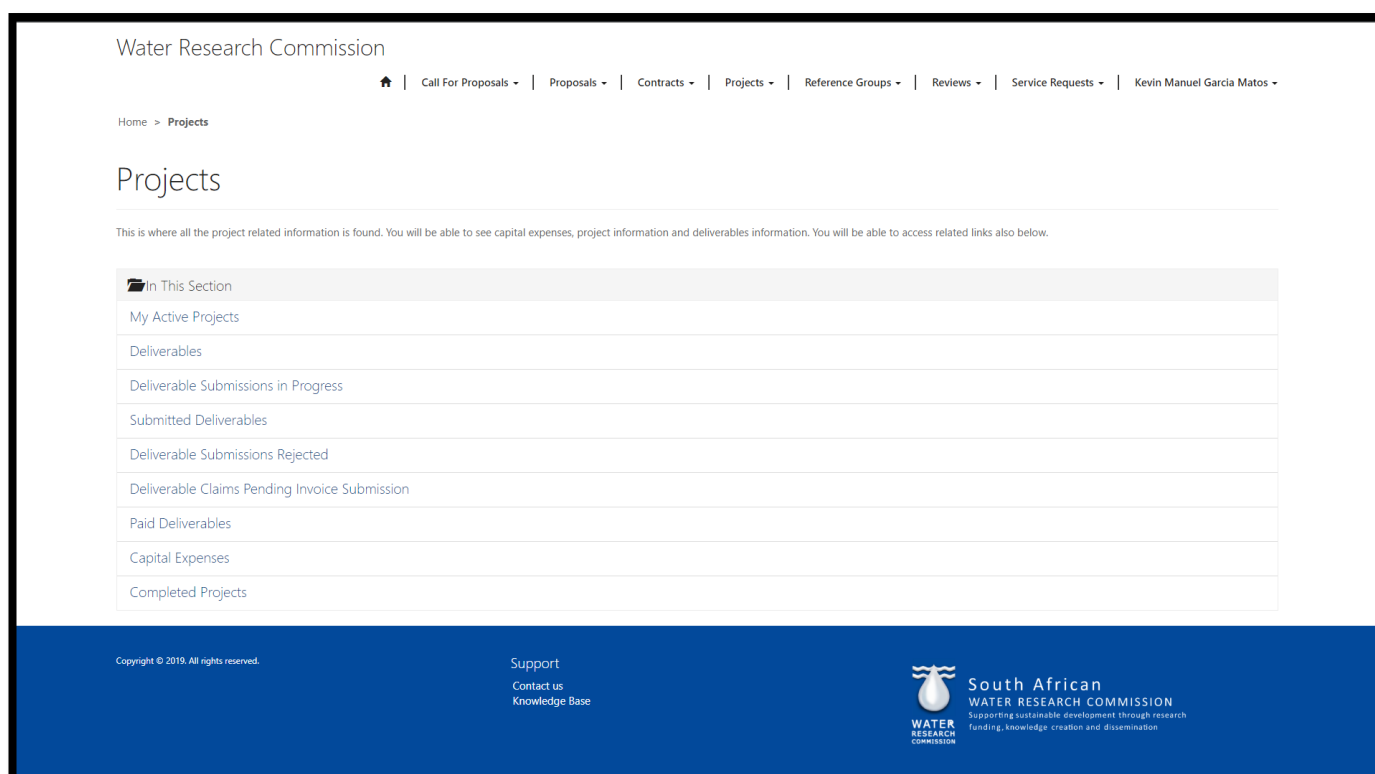 Water Research Commission
Call For Proposals Proposals Contracts Projects Reference Groups Reviews Service Requests Kevin Manuel Garcia Matos
Home > Projects
Projects
This is where all the project related information is found. You will be able to see capital expenses, project information and deliverables information. You will be able to access related links also below.
In This Section
My Active Projects
Deliverables
Deliverable Submissions in Progress
Submitted Deliverables
Deliverable Submissions Rejected
Deliverable Claims Pending Invoice Submission
Paid Deliverables
Capital Expenses
Completed Projects
Copyright © 2019. All rights reserved.
Support
Contact us
Knowledge Base
WATER
RESEARCH
COMMISSION
South African
WATER RESEARCH COMMISSION
Supporting sustainable development through research
funding, knowledge creation and dissemination